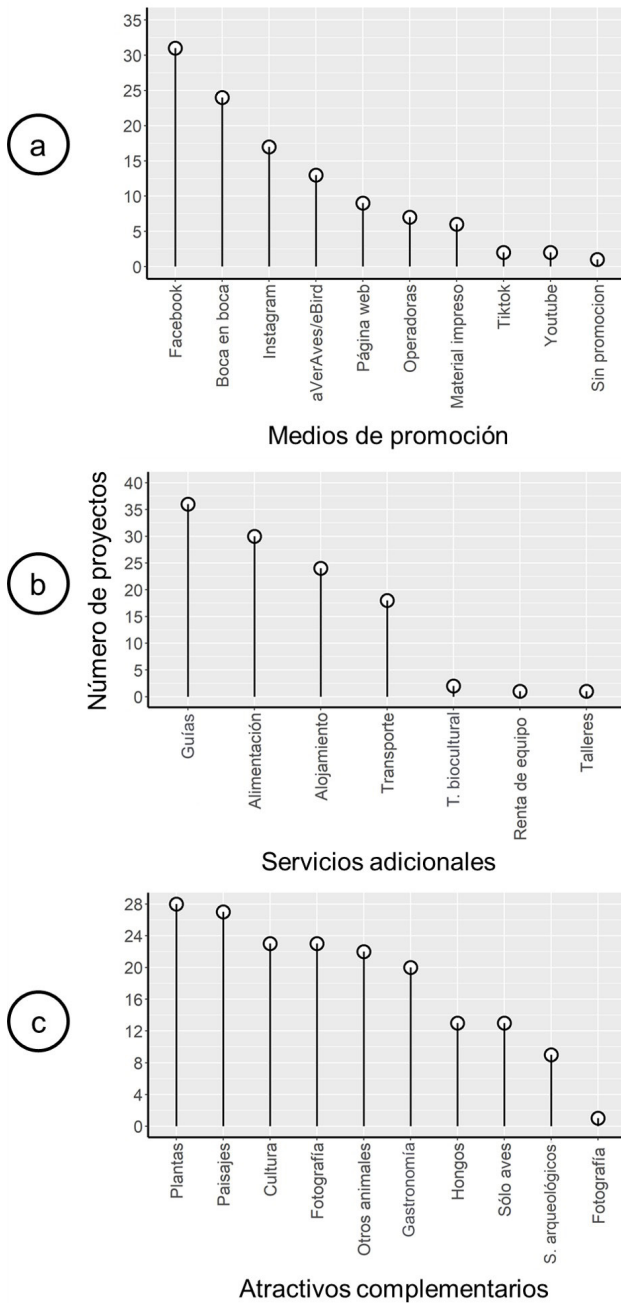 a
35
30
25
20
15
10
5
0
Facebook
Boca en boca
Instagram
aVerAves/eBird
Página web
Operadoras
Material impreso
Tiktok
Youtube
Sin promocion
Medios de promoción
b
Número de proyectos
40
35
30
25
20
15
10
5
0
Guías
Alimentación
Alojamiento
Transporte
T. biocultural
Renta de equipo
Talleres
Servicios adicionales
c
28
24
20
16
12
8
4
0
Plantas
Paisajes
Cultura
Fotografía
Otros animales
Gastronomía
Hongos
Sólo aves
S. arqueológicos
Fotografía
Atractivos complementarios